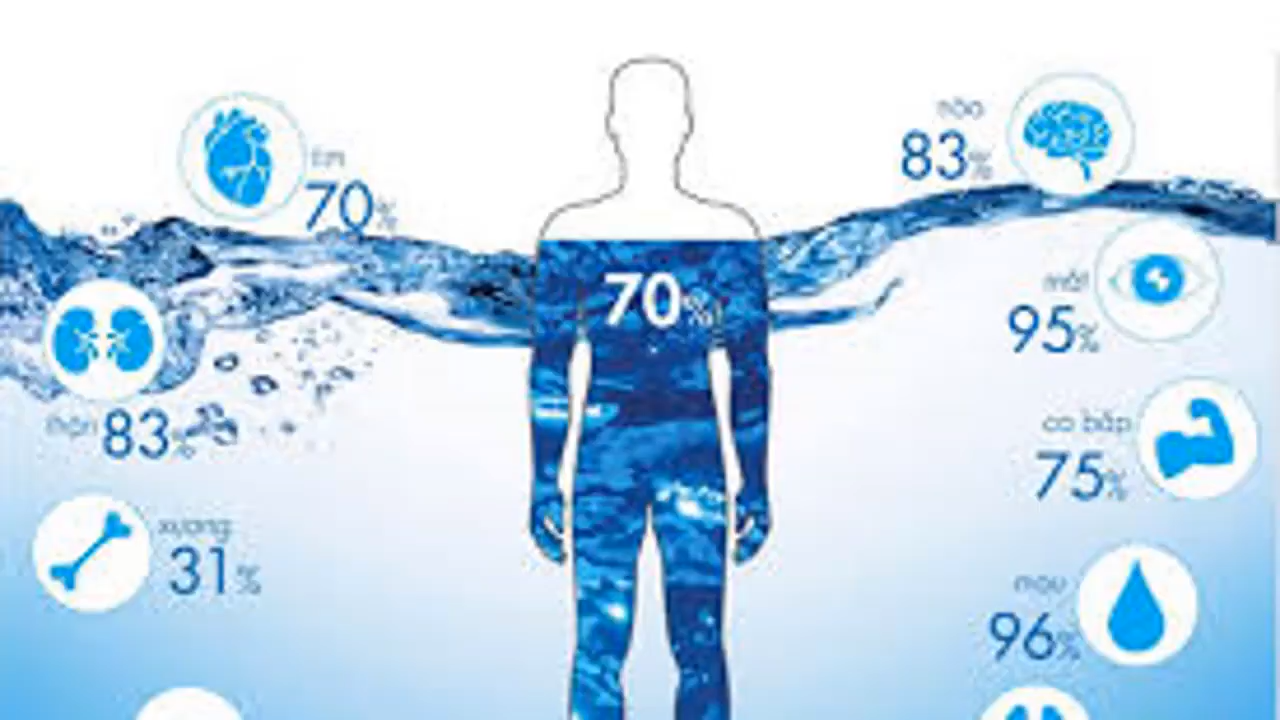 tim
70%
não
83%
70%
mắt
95%
thận
83%
cơ bắp
75%
xương
31%
máu
96%